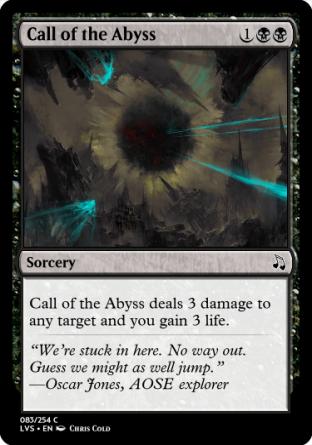 Call of the Abyss 1
Sorcery
Call of the Abyss deals 3 damage to
any target and you gain 3 life.
“We’re stuck in here. No way out.
Guess we might as well jump.”
—Oscar Jones, AOSE explorer
083/254 C
LVS • EN Chris Cold